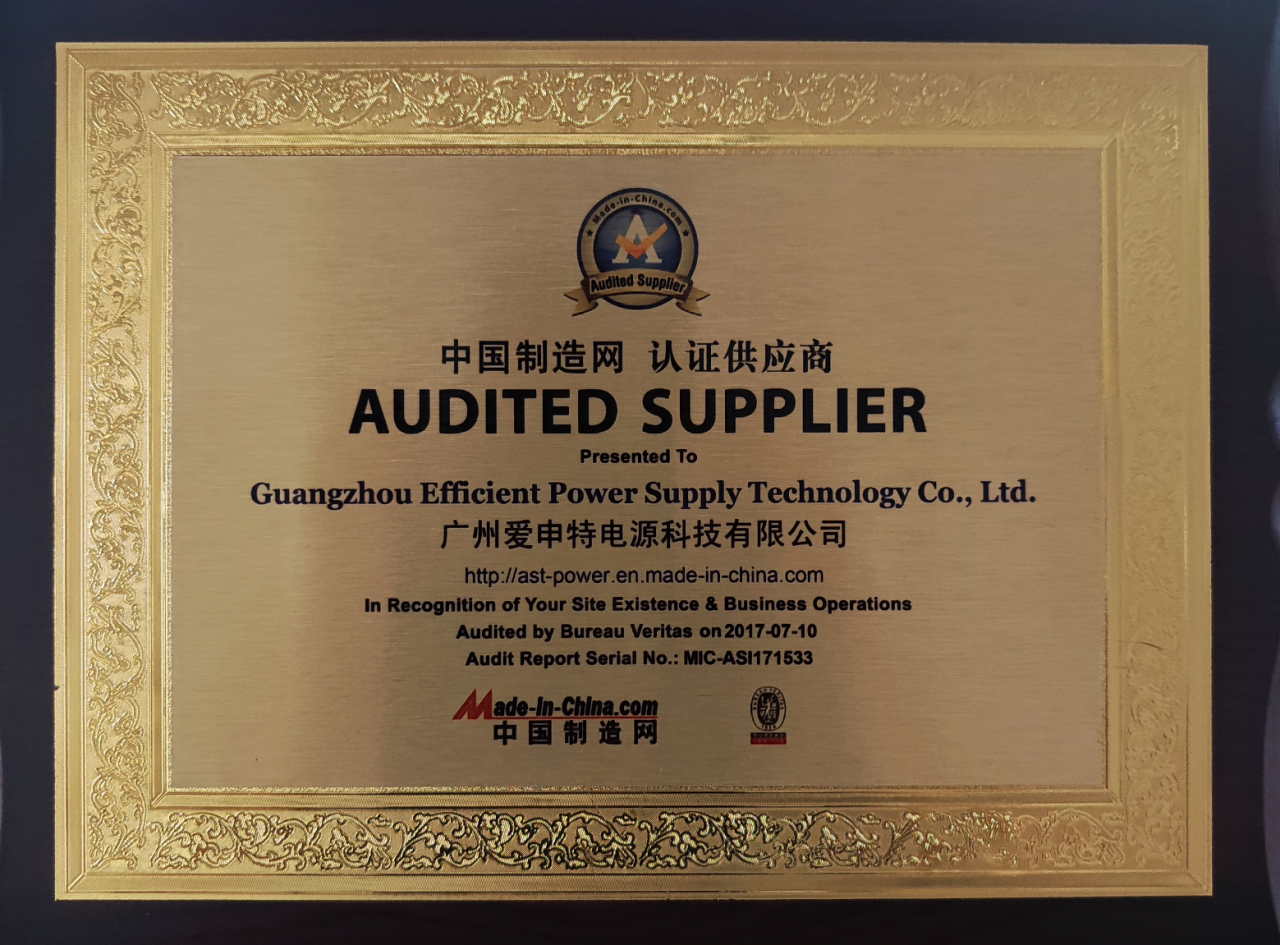 Made-in-China.com
A
Audited Supplier
中国制造网 认证供应商
AUDITED SUPPLIER
Presented To
Guangzhou Efficient Power Supply Technology Co., Ltd.
广州爱申特电源科技有限公司
http://ast-power.en.made-in-china.com
In Recognition of Your Site Existence & Business Operations
Audited by Bureau Veritas on 2017-07-10
Audit Report Serial No.: MIC-ASI171533
Made-in-China.com
中国制造网